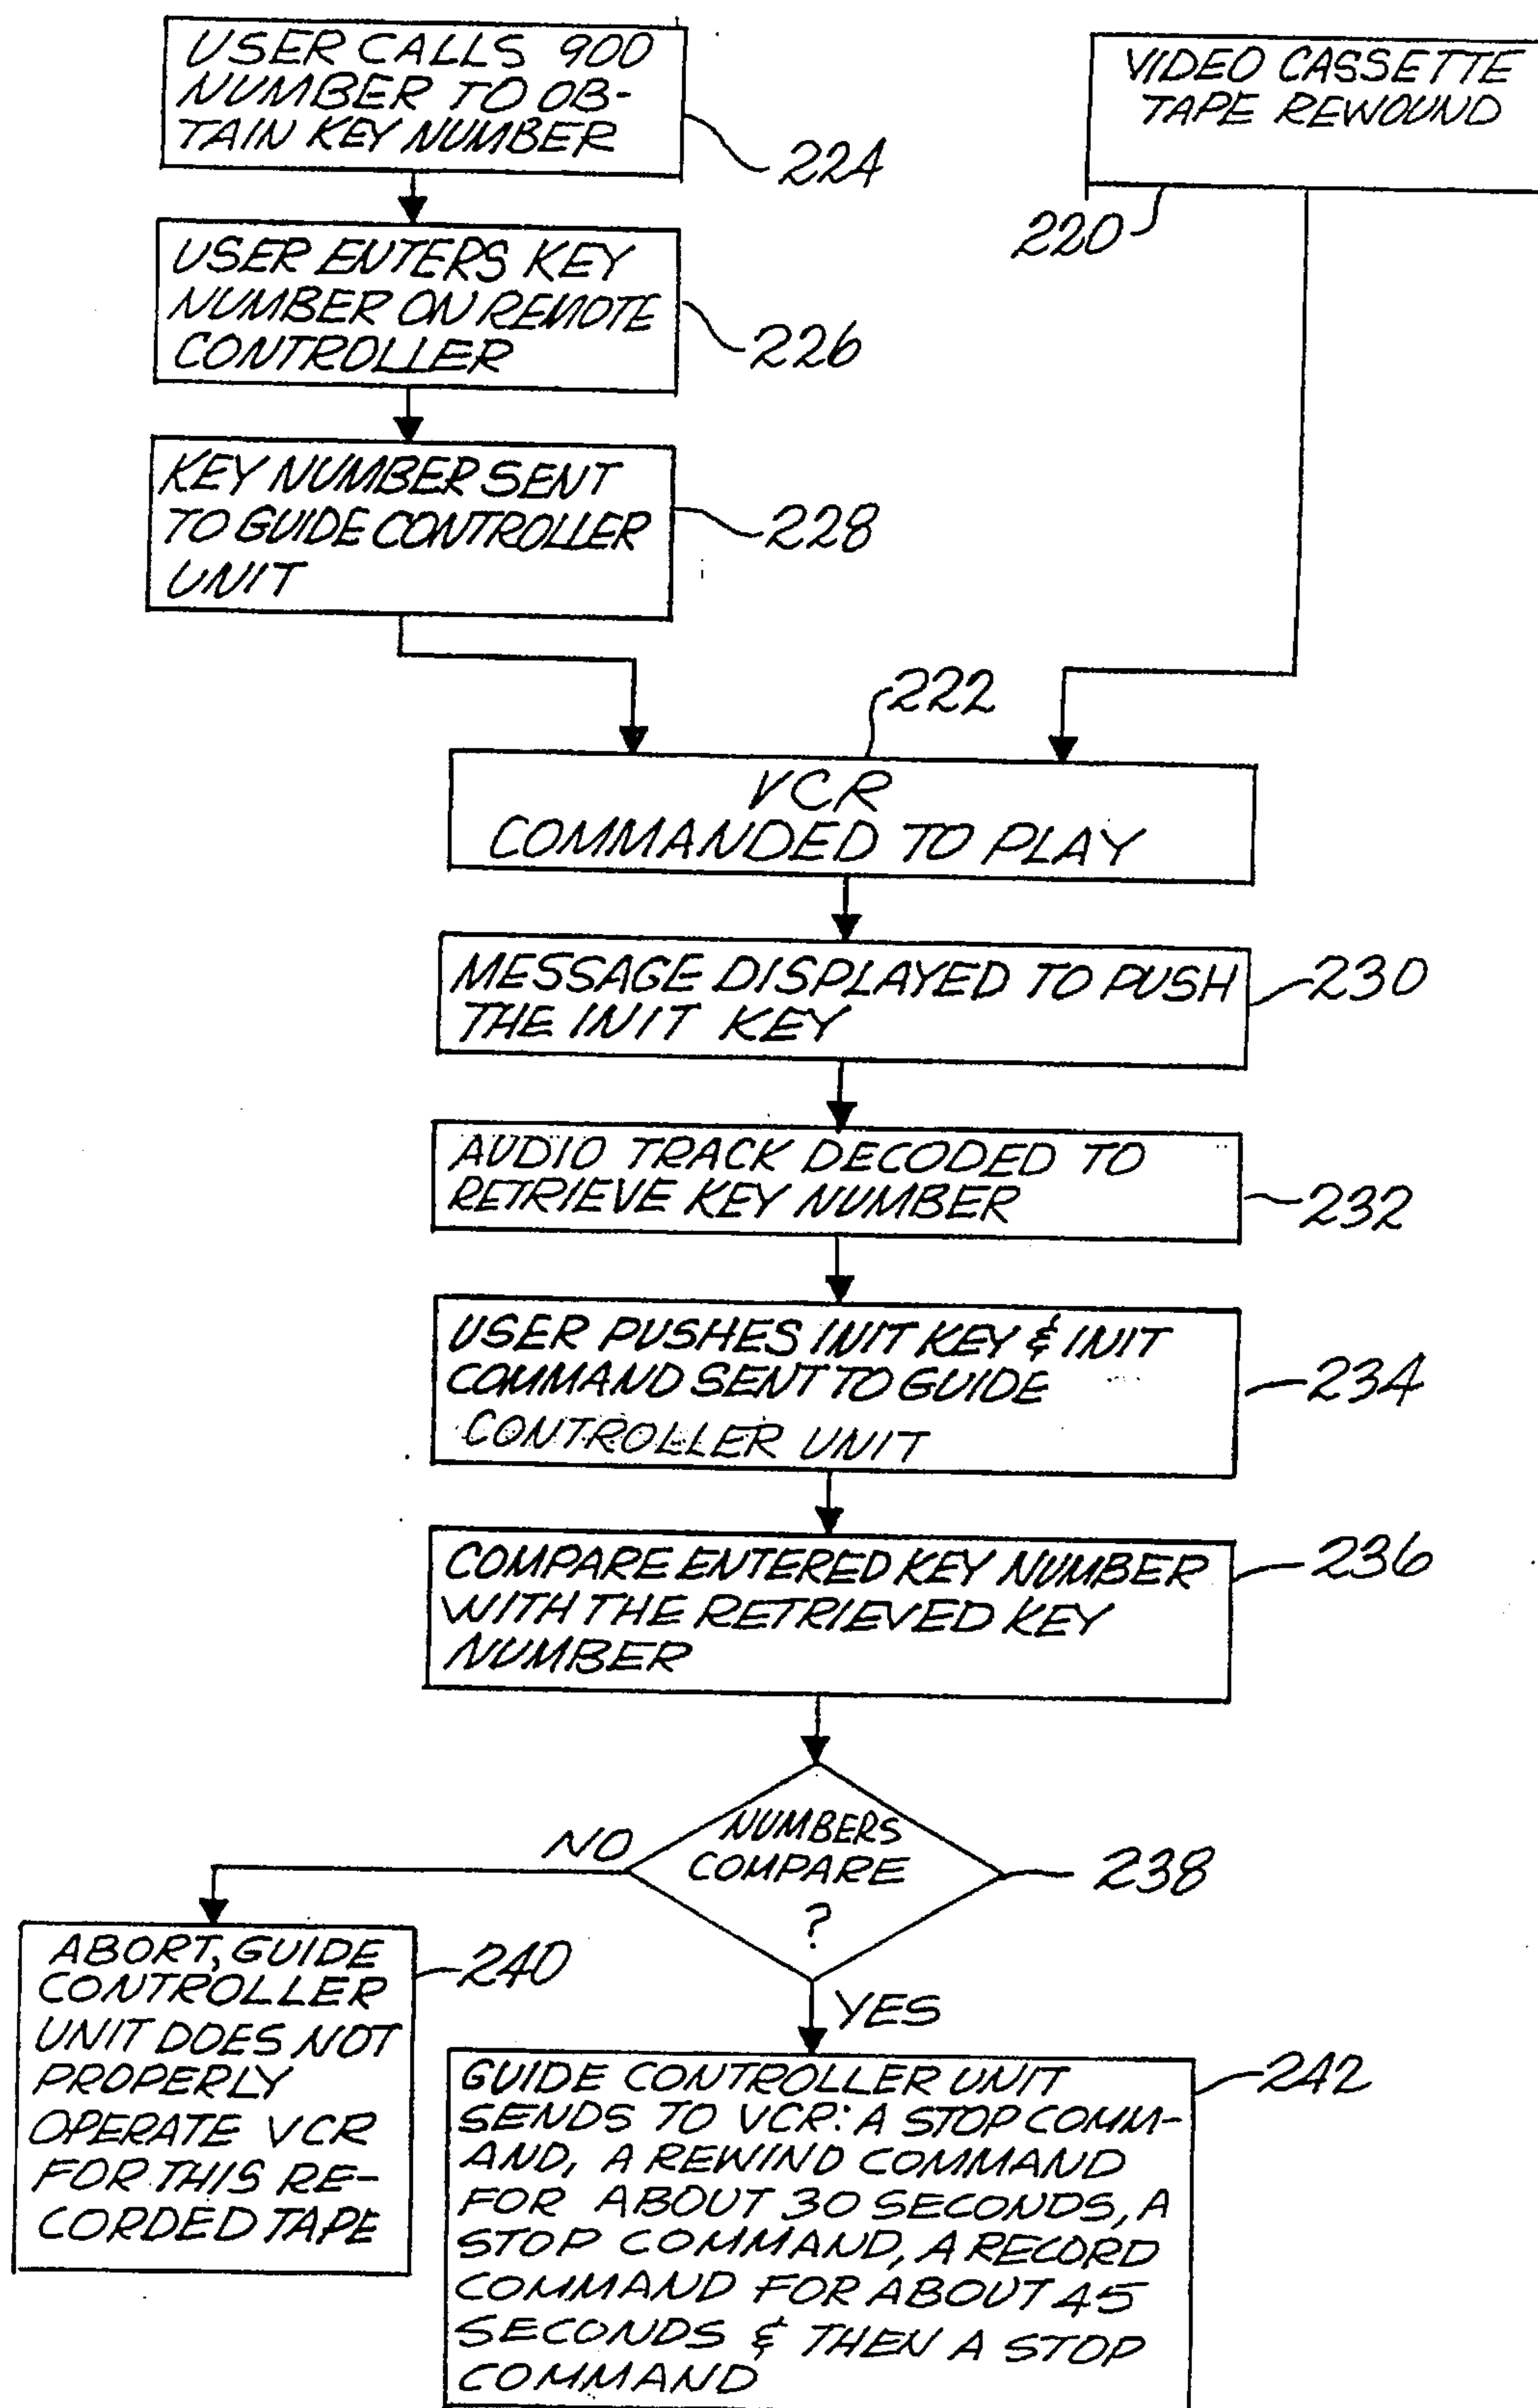 USER CALLS 900
NUMBER TO OB-
TAIN KEY NUMBER
224
VIDEO CASSETTE
TAPE REWOUND
220
USER ENTERS KEY
NUMBER ON REMOTE
CONTROLLER
226
KEY NUMBER SENT
TO GUIDE CONTROLLER
UNIT
228
222
VCR
COMMANDED TO PLAY
MESSAGE DISPLAYED TO PUSH
THE INIT KEY
230
AUDIO TRACK DECODED TO
RETRIEVE KEY NUMBER
232
USER PUSHES INIT KEY & INIT
COMMAND SENT TO GUIDE
CONTROLLER UNIT
234
COMPARE ENTERED KEY NUMBER
WITH THE RETRIEVED KEY
NUMBER
236
NUMBERS
COMPARE
?
238
NO
YES
ABORT, GUIDE
CONTROLLER
UNIT DOES NOT
PROPERLY
OPERATE VCR
FOR THIS RE-
CORDED TAPE
240
GUIDE CONTROLLER UNIT
SENDS TO VCR: A STOP COMM-
AND, A REWIND COMMAND
FOR ABOUT 30 SECONDS, A
STOP COMMAND, A RECORD
COMMAND FOR ABOUT 45
SECONDS & THEN A STOP
COMMAND
242